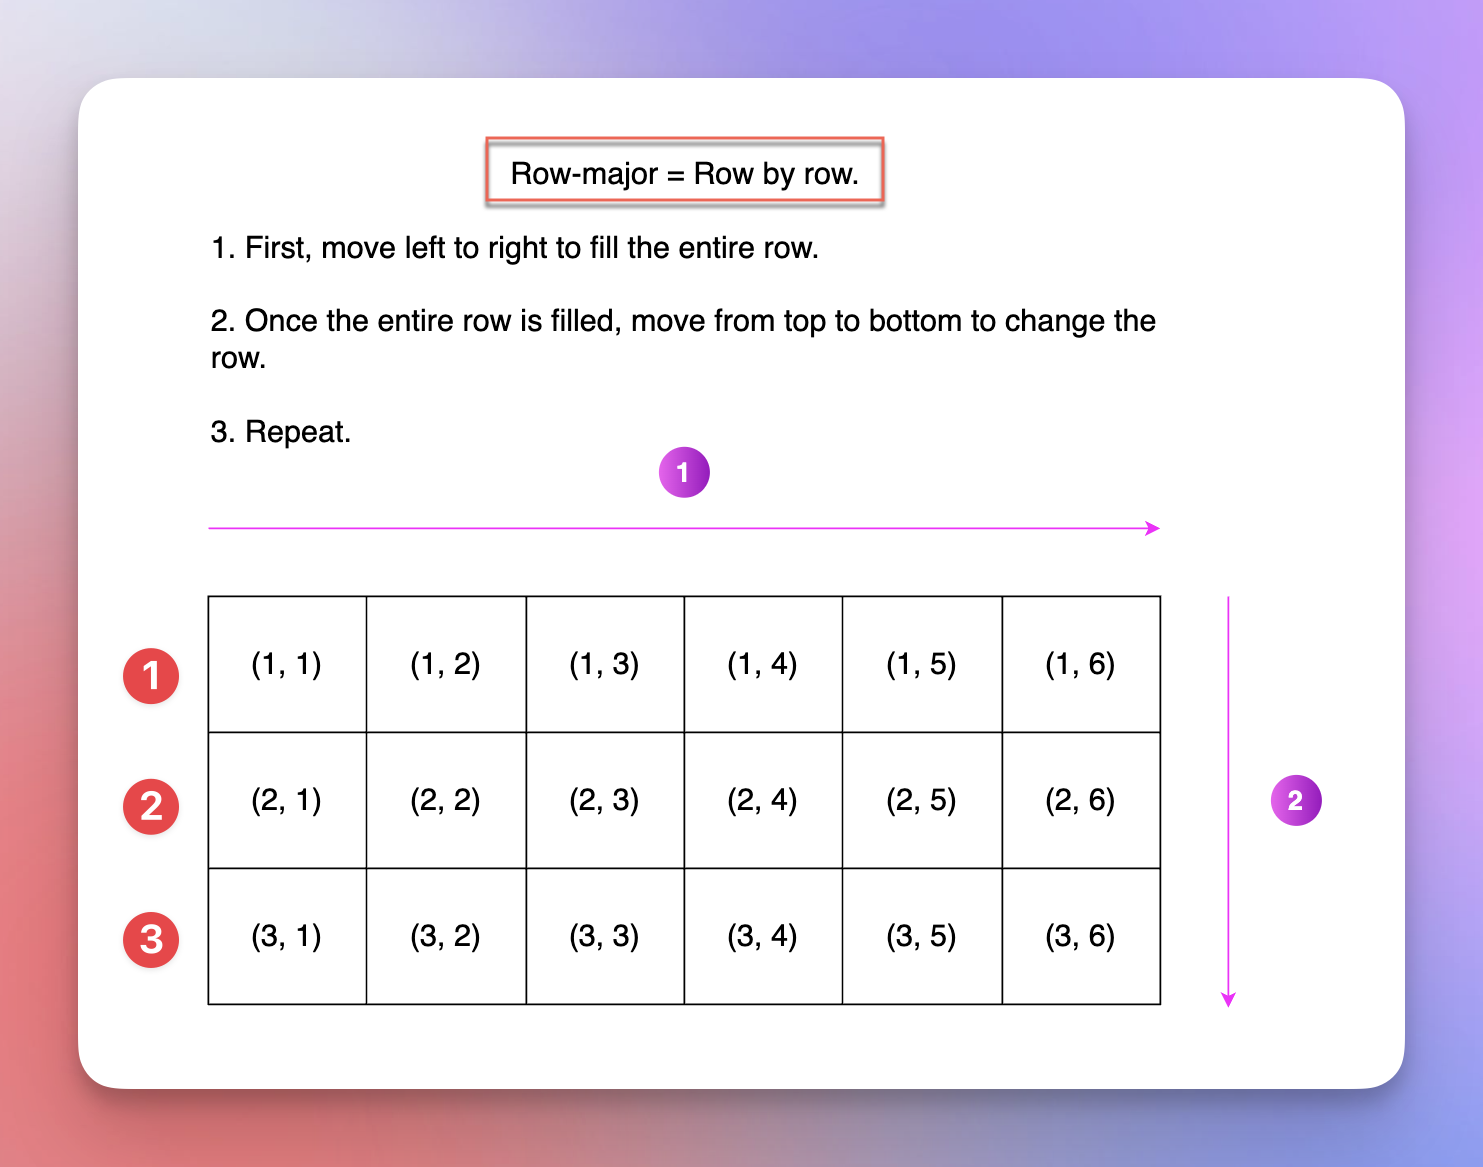 Row-major = Row by row.
1. First, move left to right to fill the entire row.
2. Once the entire row is filled, move from top to bottom to change the
row.
3. Repeat.
1
1 (1, 1) (1, 2) (1, 3) (1, 4) (1, 5) (1, 6)
2 (2, 1) (2, 2) (2, 3) (2, 4) (2, 5) (2, 6) 2
3 (3, 1) (3, 2) (3, 3) (3, 4) (3, 5) (3, 6)